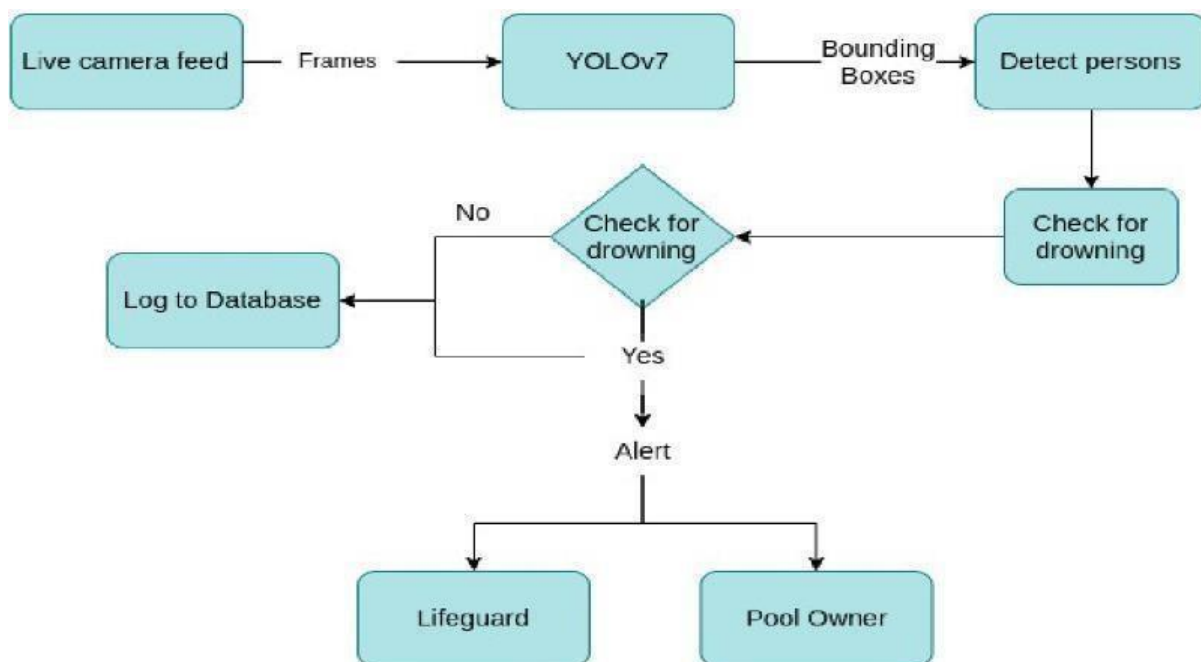 Live camera feed
Frames
YOLOv7
Bounding
Boxes
Detect persons
No
Check for
drowning
Check for
drowning
Log to Database
Yes
Alert
Lifeguard
Pool Owner